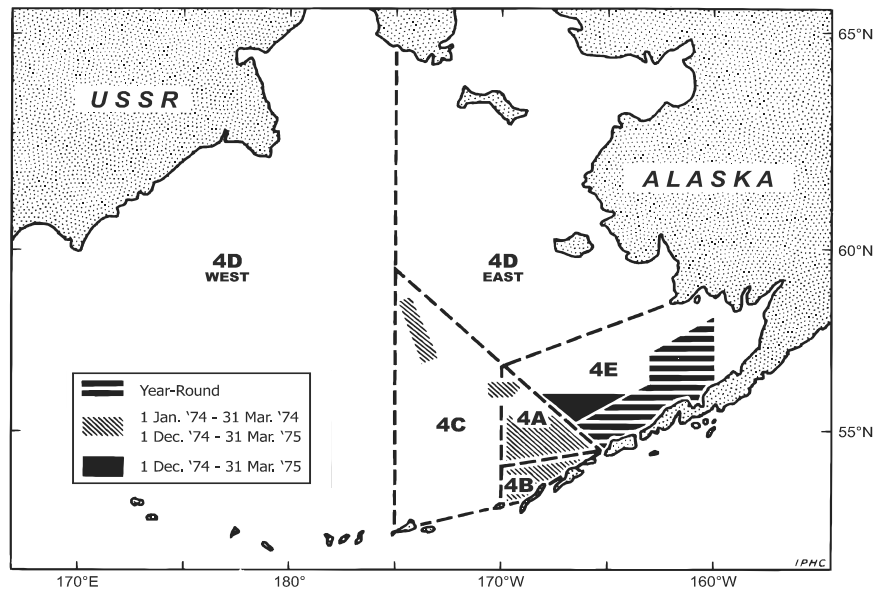 65°N
USSR
ALASKA
60°N
4D
WEST
4D
EAST
4E
Year-Round
1 Jan. '74 - 31 Mar. '74
1 Dec. '74 - 31 Mar. '75
1 Dec. '74 - 31 Mar. '75
4C
4A
55°N
4B
IPHC
170°E
180°
170°W
160°W